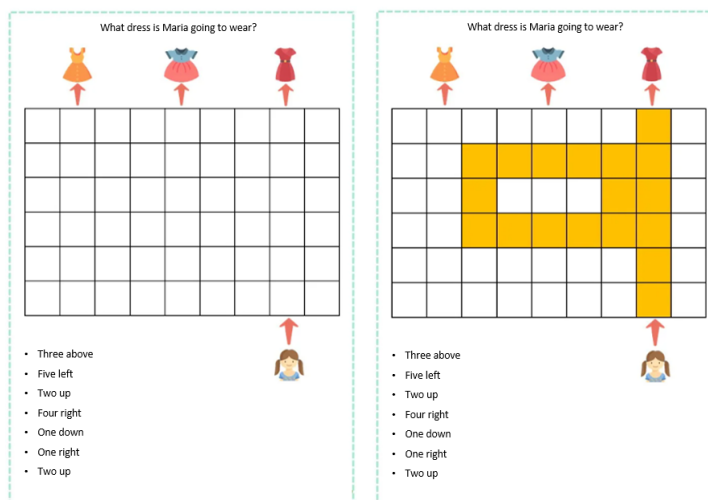 What dress is Maria going to wear?
• Three above
• Five left
• Two up
• Four right
• One down
• One right
• Two up
What dress is Maria going to wear?
• Three above
• Five left
• Two up
• Four right
• One down
• One right
• Two up